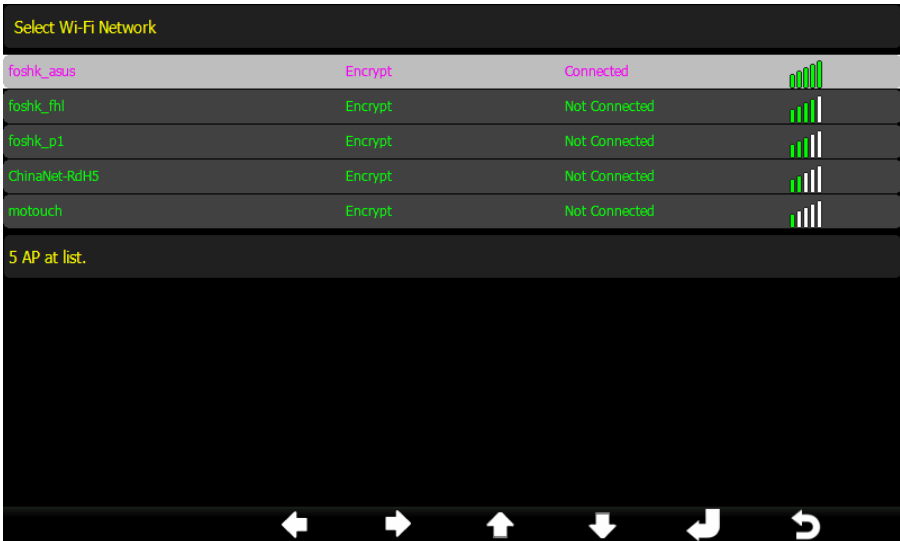 Select Wi-Fi Network
foshk_asus Encrypt Connected
foshk_fhl Encrypt Not Connected
foshk_p1 Encrypt Not Connected
ChinaNet-RdH5 Encrypt Not Connected
motouch Encrypt Not Connected
5 AP at list.